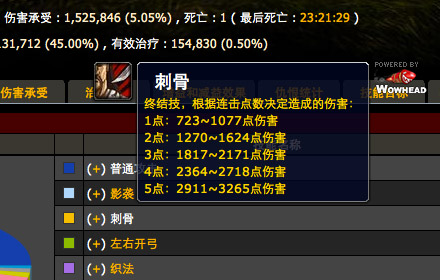 伤害承受：1,525,846 (5.05%) , 死亡：1 ( 最后死亡：23:21:29 )
131,712 (45.00%) , 有效治疗：154,830 (0.50%)
POWERED BY
WOWHEAD
伤害承受
刺骨
终结技，根据连击点数决定造成的伤害：
1点：723~1077点伤害
2点：1270~1624点伤害
3点：1817~2171点伤害
4点：2364~2718点伤害
5点：2911~3265点伤害
(+) 普通
(+) 影袭
(+) 刺骨
(+) 左右开弓
(+) 织法